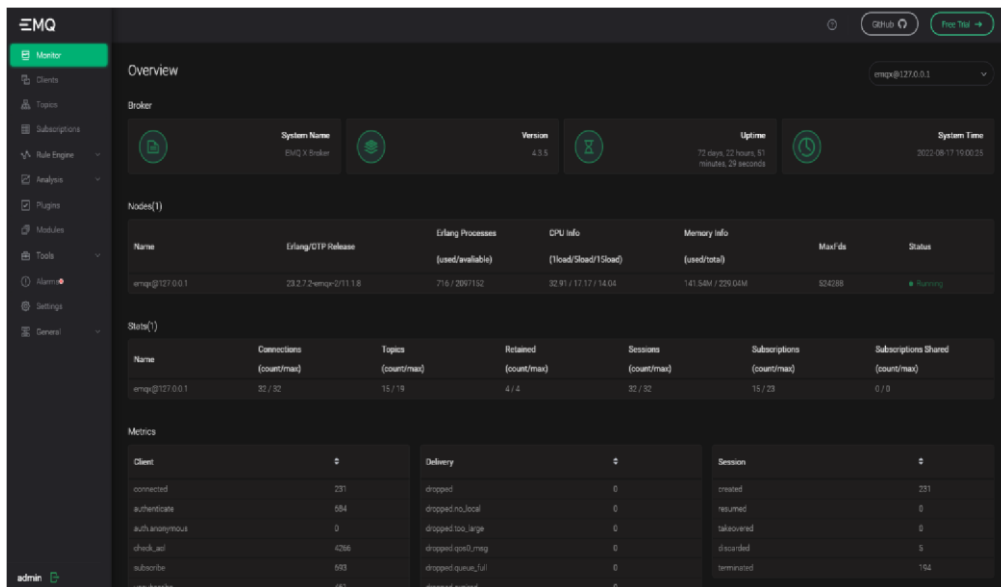 EMQ
GitHub
Free Trial →
Monitor
Clients
Topics
Subscriptions
Rule Engine
Analysis
Plugins
Modules
Tools
Alarms
Settings
General
admin
Overview
emqx@127.0.0.1
Broker
System Name
EMQ X Broker
Version
4.3.5
Uptime
72 days, 22 hours, 51
minutes, 29 seconds
System Time
2022-08-17 19:00:25
Nodes(1)
Name Erlang/OTP Release Erlang Processes (used/avaliable) CPU Info (1load/5load/15load) Memory Info (used/total) MaxFds Status
emqx@127.0.0.1 23.2.7.2-emqx-2/11.1.8 716 / 2097152 32.91 / 17.17 / 14.04 141.54M / 229.04M 524288 Running
Stats(1)
Name Connections (count/max) Topics (count/max) Retained (count/max) Sessions (count/max) Subscriptions (count/max) Subscriptions Shared (count/max)
emqx@127.0.0.1 32 / 32 15 / 19 4 / 4 32 / 32 15 / 23 0 / 0
Metrics
Client
connected 231
authenticate 684
auth.anonymous 0
check_acl 4266
subscribe 693
Delivery
dropped 0
dropped.no_local 0
dropped.too_large 0
dropped.qos0_msg 0
dropped.queue_full 0
Session
created 231
resumed 0
takeovered 0
discarded 5
terminated 194